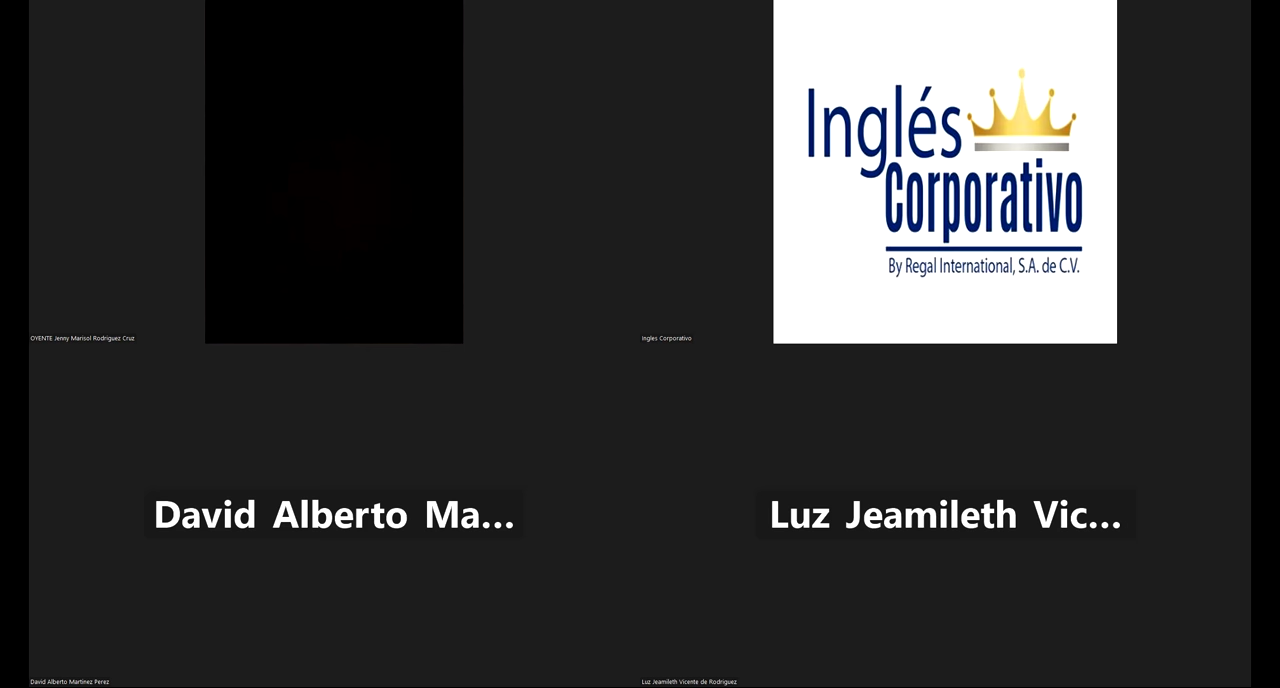 Inglés
Corporativo
By Regal International, S.A. de C.V.
OYENTE Jenny Marisol Rodriguez Cruz
Ingles Corporativo
David Alberto Ma...
Luz Jeamileth Vic...
David Alberto Martinez Perez
Luz Jeamileth Vicente de Rodriguez